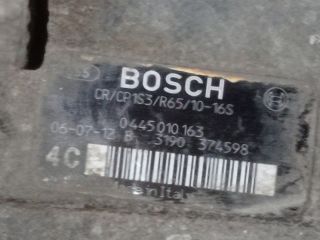 BOSCH
CR/CP1S3/R65/10-16S
0 445 010 163
06-07-12 B 3190 374598
4C